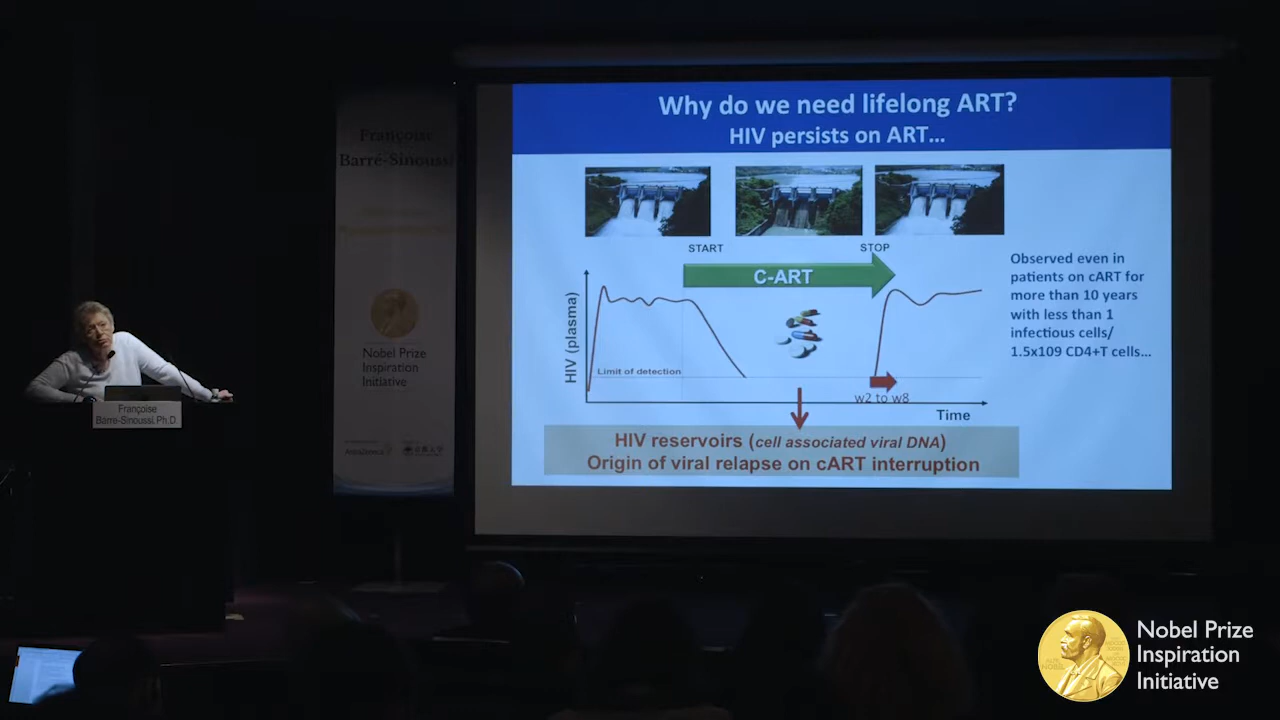 Françoise
Barré-Sinoussi
Nobel Prize
Inspiration
Initiative
AstraZeneca
Françoise
Barré-Sinoussi, Ph.D
Why do we need lifelong ART?
HIV persists on ART...
START
STOP
C-ART
HIV (plasma)
Limit of detection
w2 to w8
Time
Observed even in
patients on cART for
more than 10 years
with less than 1
infectious cells/
1.5x109 CD4+T cells...
HIV reservoirs (cell associated viral DNA)
Origin of viral relapse on cART interruption
Nobel Prize
Inspiration
Initiative